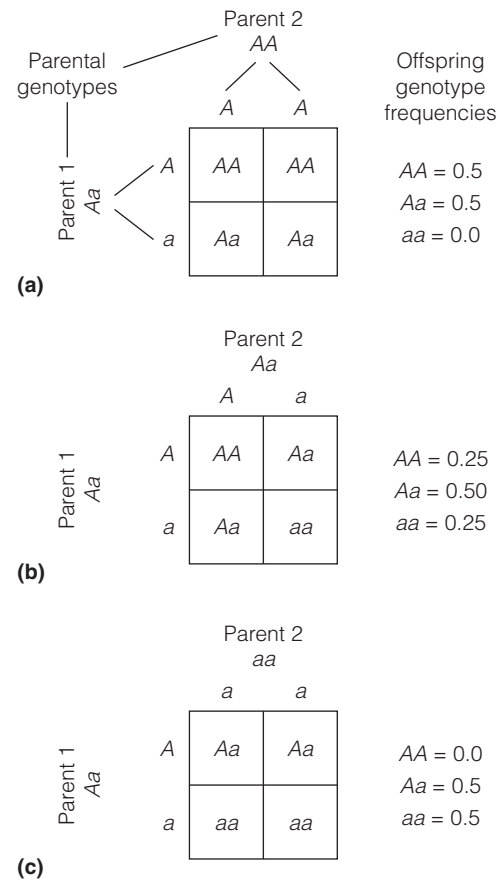 Parent 2
AA
Parental
genotypes
Offspring
genotype
frequencies
A A
Parent 1
Aa
A AA AA
a Aa Aa
AA = 0.5
Aa = 0.5
aa = 0.0
(a)
Parent 2
Aa
A a
Parent 1
Aa
A AA Aa
a Aa aa
AA = 0.25
Aa = 0.50
aa = 0.25
(b)
Parent 2
aa
a a
Parent 1
Aa
A Aa Aa
a aa aa
AA = 0.0
Aa = 0.5
aa = 0.5
(c)